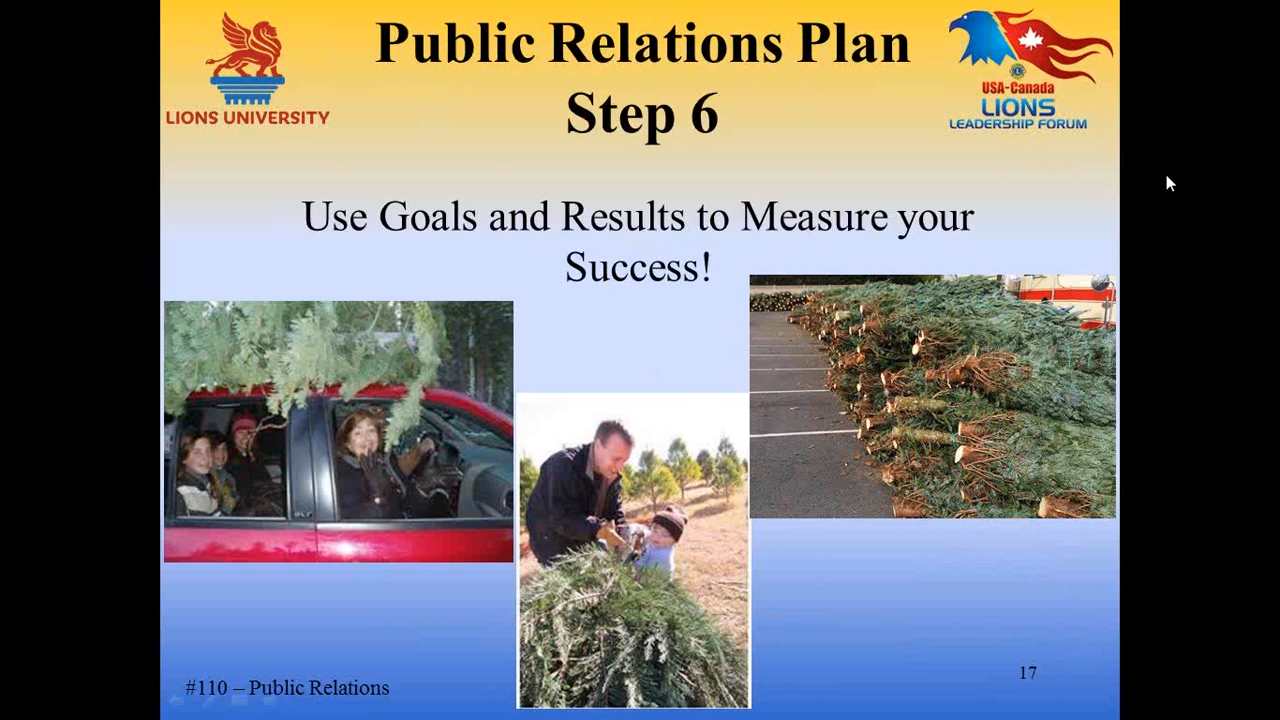 Public Relations Plan
Step 6
LIONS UNIVERSITY
USA-Canada
LIONS
LEADERSHIP FORUM
Use Goals and Results to Measure your
Success!
#110 – Public Relations
17